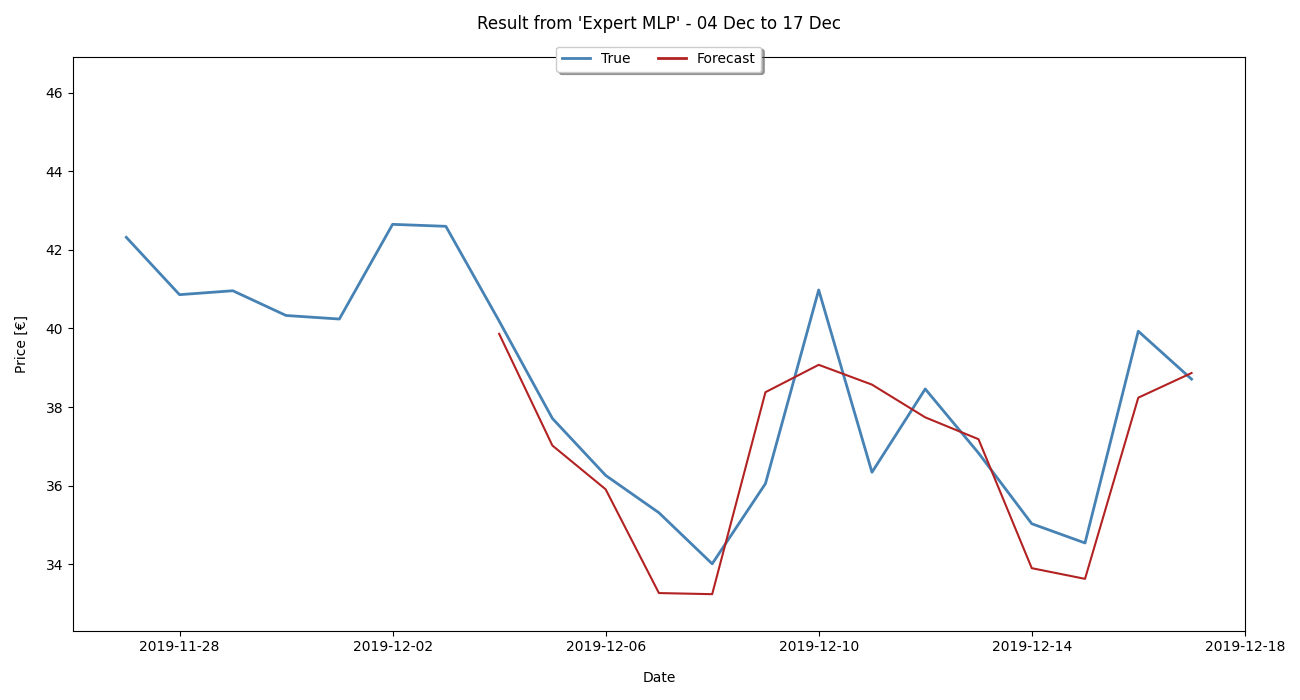 Result from 'Expert MLP' - 04 Dec to 17 Dec
True Forecast
46
44
42
40
38
36
34
Price [€]
2019-11-28 2019-12-02 2019-12-06 2019-12-10 2019-12-14 2019-12-18
Date